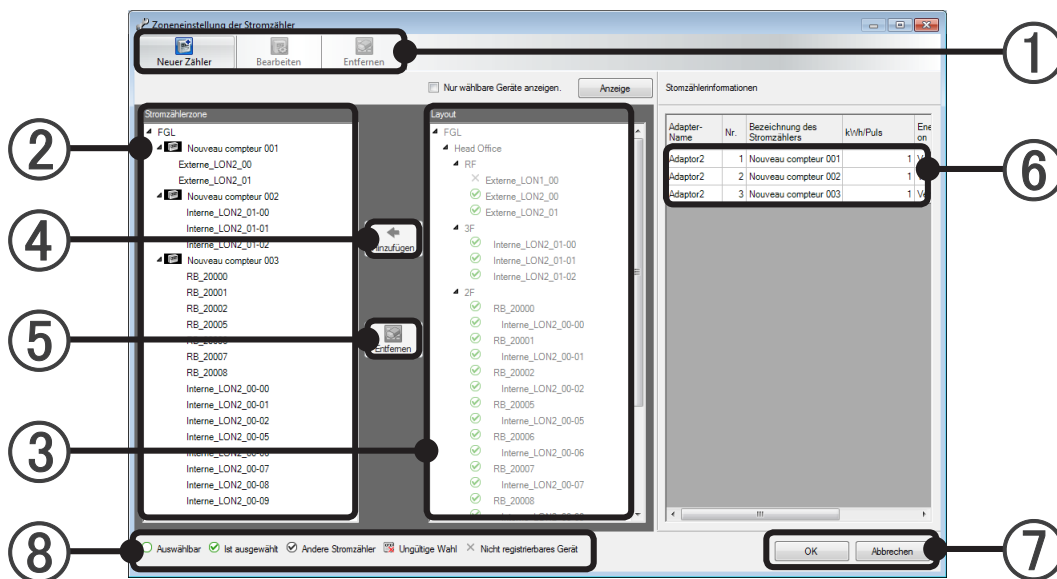 Zoneneinstellung der Stromzähler
Neuer Zähler
Bearbeiten
Entfernen
①
Nur wählbare Geräte anzeigen.
Anzeige
Stomzählerinformationen
Stromzählerzone
FGL
Nouveau compteur 001
Externe_LON2_00
Externe_LON2_01
Nouveau compteur 002
Interne_LON2_01-00
Interne_LON2_01-01
Interne_LON2_01-02
Nouveau compteur 003
RB_20000
RB_20001
RB_20002
RB_20005
RB_20007
RB_20008
Interne_LON2_00-00
Interne_LON2_00-01
Interne_LON2_00-02
Interne_LON2_00-05
Interne_LON2_00-07
Interne_LON2_00-08
Interne_LON2_00-09
②
④
Hinzufügen
⑤
Entfernen
③
Layout
FGL
Head Office
RF
Externe_LON1_00
Externe_LON2_00
Externe_LON2_01
3F
Interne_LON2_01-00
Interne_LON2_01-01
Interne_LON2_01-02
2F
RB_20000
Interne_LON2_00-00
RB_20001
Interne_LON2_00-01
RB_20002
Interne_LON2_00-02
RB_20005
Interne_LON2_00-05
RB_20006
Interne_LON2_00-06
RB_20007
Interne_LON2_00-07
RB_20008
Adapter-Name Nr. Bezeichnung des Stromzählers kWh/Puls Ene on
Adaptor2 1 Nouveau compteur 001 1
Adaptor2 2 Nouveau compteur 002 1
Adaptor2 3 Nouveau compteur 003 1
⑥
⑧
Auswählbar Ist ausgewählt Andere Stromzähler Ungültige Wahl Nicht registrierbares Gerät
OK
Abbrechen
⑦